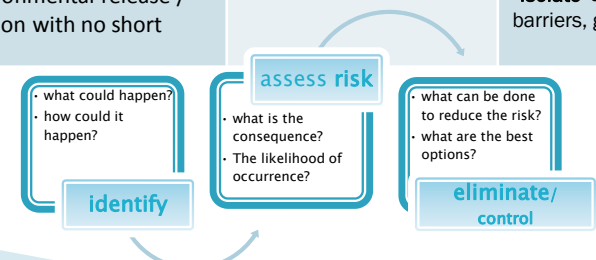 onmental release /
on with no short
isolate
barriers, g
• what could happen?
• how could it
happen?
identify
assess risk
• what is the
consequence?
• The likelihood of
occurrence?
• what can be done
to reduce the risk?
• what are the best
options?
eliminate/
control